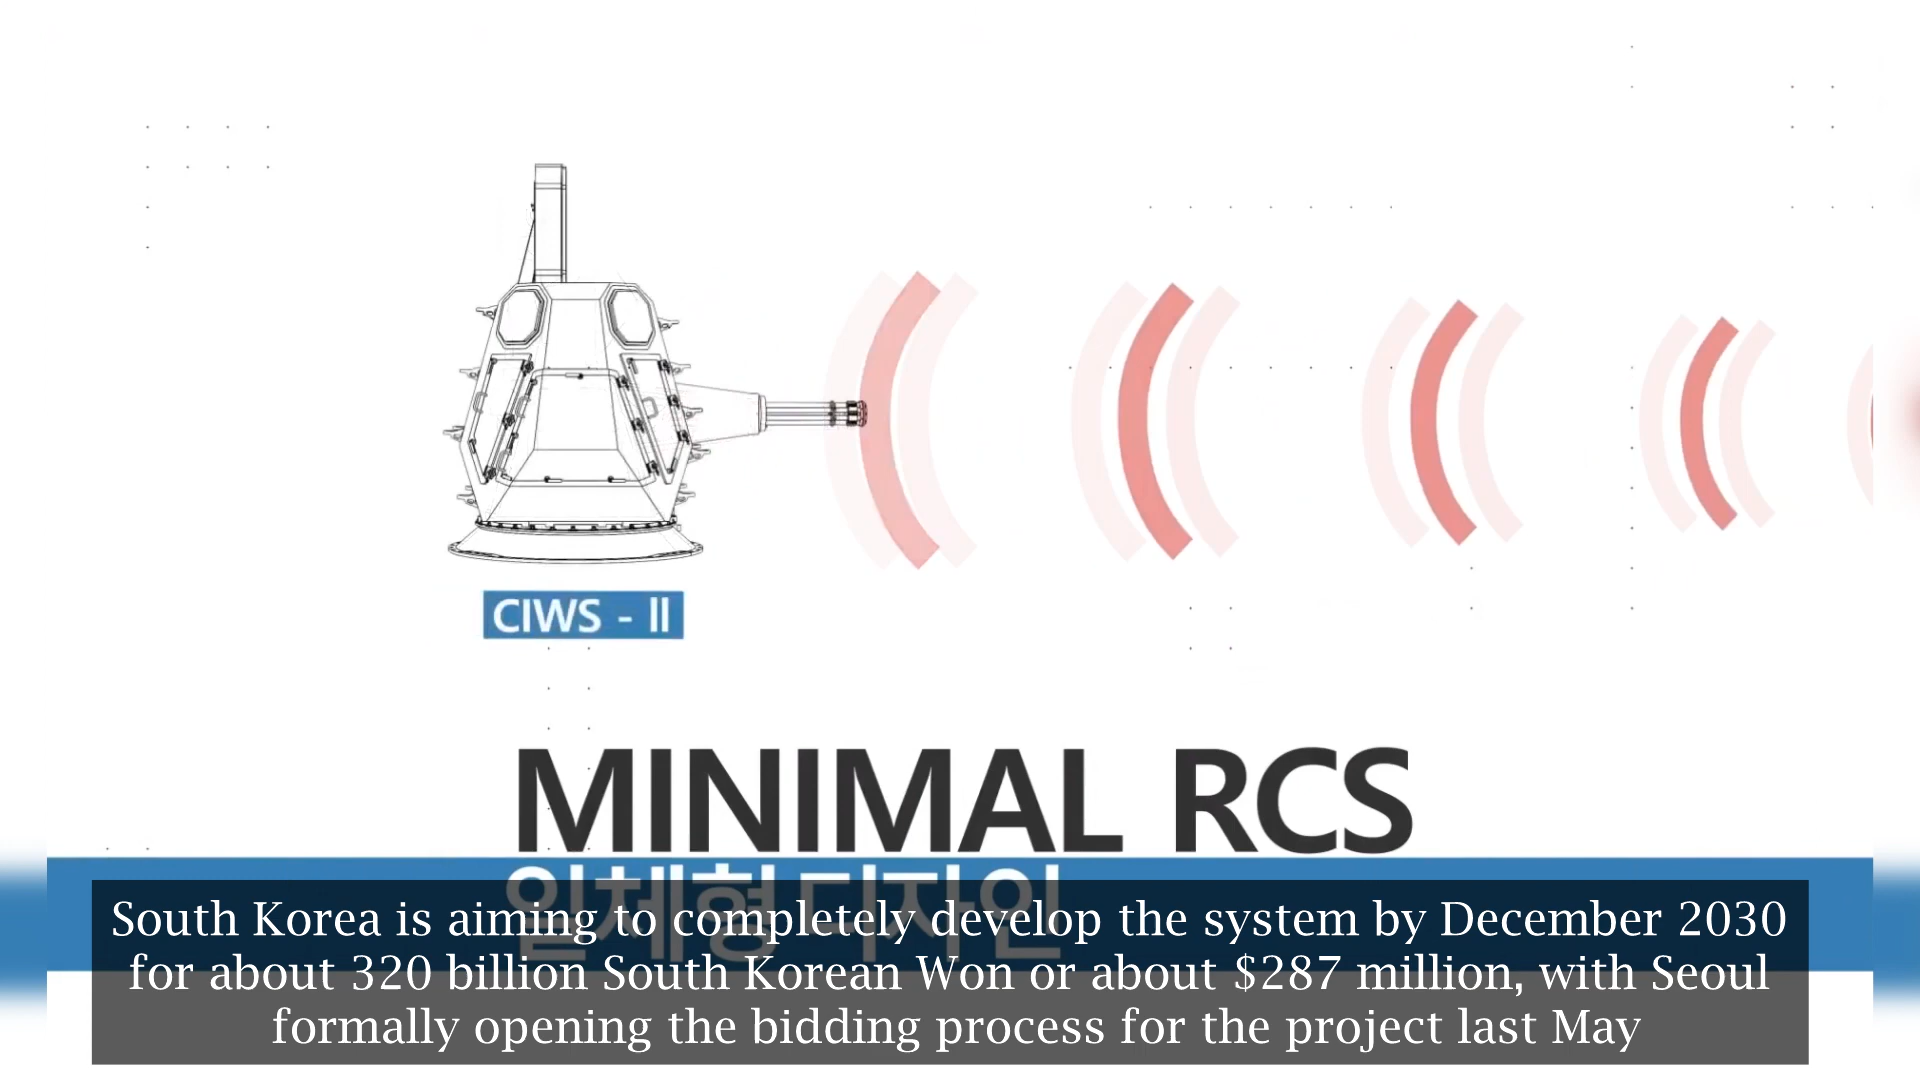 CIWS - II
MINIMAL RCS
일체형 디자인
South Korea is aiming to completely develop the system by December 2030
for about 320 billion South Korean Won or about $287 million, with Seoul
formally opening the bidding process for the project last May